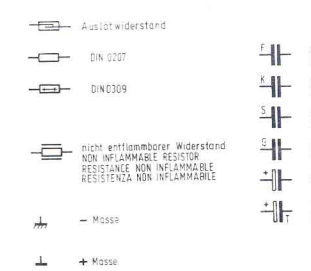 Auslötwiderstand
DIN 0207
DIN 0309
nicht entflammbarer Widerstand
NON INFLAMMABLE RESISTOR
RESISTANCE NON INFLAMMABLE
RESISTENZA NON INFLAMMABILE
- Masse
+ Masse
F
K
S
G
+
+
T